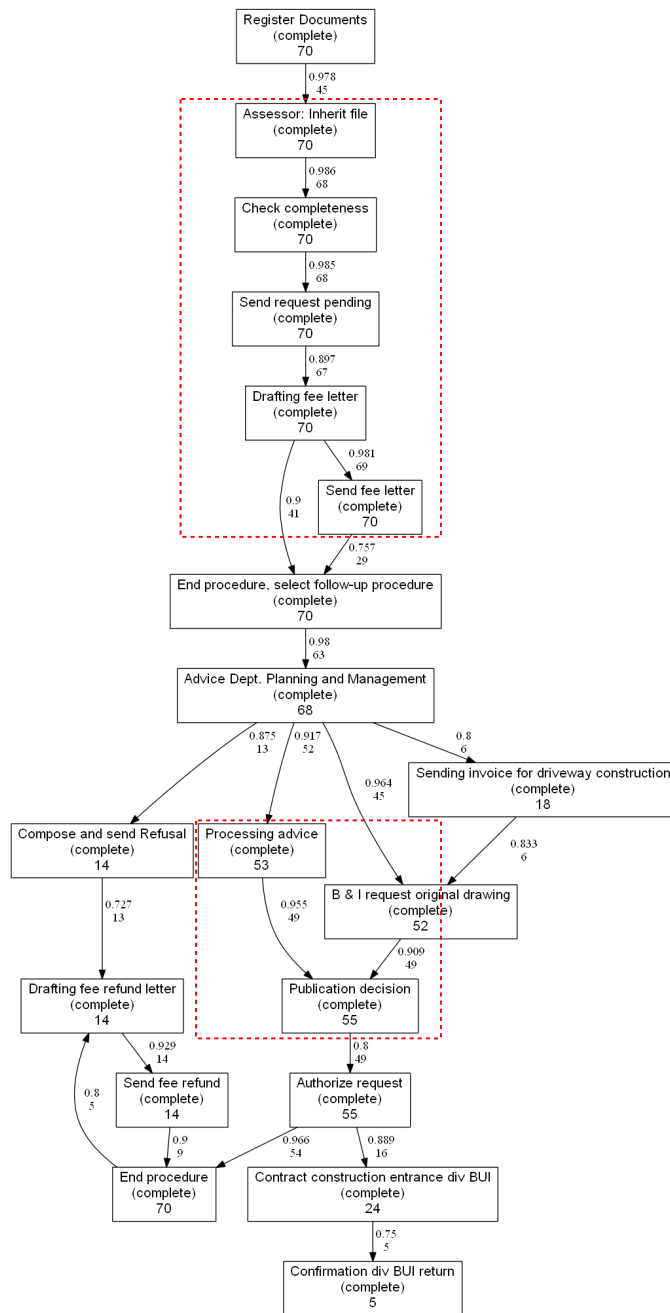 Register Documents
(complete)
70
0.978
45
Assessor: Inherit file
(complete)
70
0.986
68
Check completeness
(complete)
70
0.985
68
Send request pending
(complete)
70
0.897
67
Drafting fee letter
(complete)
70
0.981
69
0.9
41
Send fee letter
(complete)
70
0.757
29
End procedure, select follow-up procedure
(complete)
70
0.98
63
Advice Dept. Planning and Management
(complete)
68
0.875
13
0.917
52
0.964
45
0.8
6
Sending invoice for driveway construction
(complete)
18
Compose and send Refusal
(complete)
14
Processing advice
(complete)
53
0.833
6
B & I request original drawing
(complete)
52
0.727
13
0.955
49
0.909
49
Drafting fee refund letter
(complete)
14
Publication decision
(complete)
55
0.929
14
0.8
49
Send fee refund
(complete)
14
Authorize request
(complete)
55
0.8
5
0.9
9
0.966
54
0.889
16
End procedure
(complete)
70
Contract construction entrance div BUI
(complete)
24
0.75
5
Confirmation div BUI return
(complete)
5